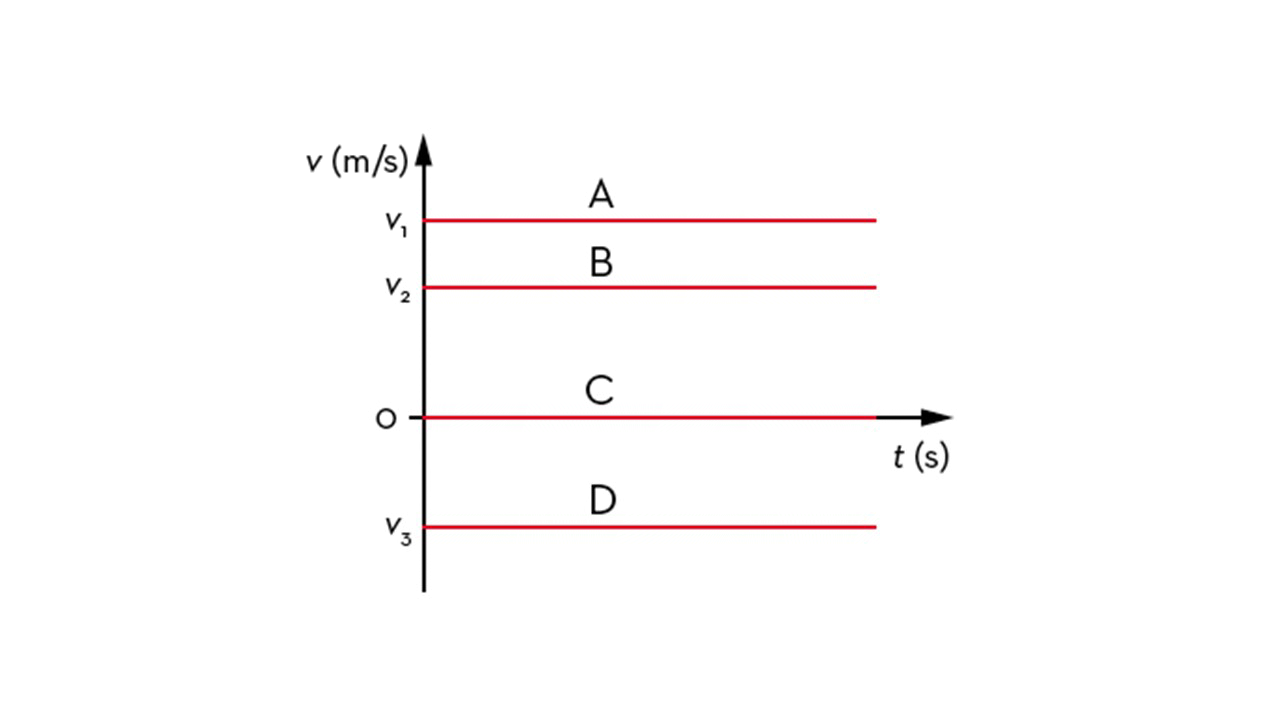 v (m/s)
A
v₁
B
v₂
C
O
t (s)
D
v₃